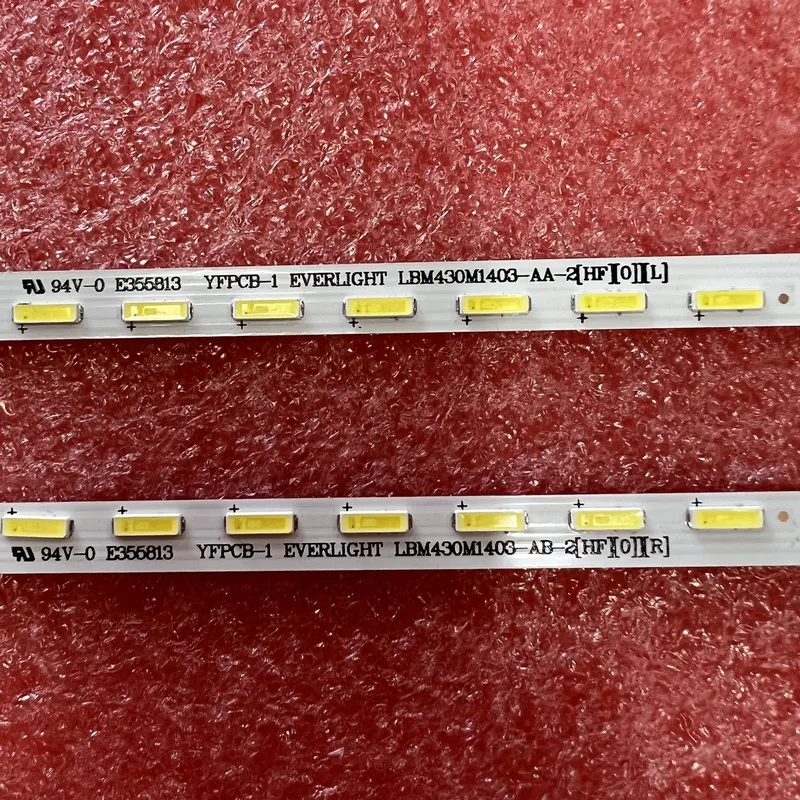 94V-0 E355813 YFPCB-1 EVERLIGHT LBM430M1403-AA-2[HF][0][L]
+ + + + + + +
+ + + + + + +
94V-0 E355813 YFPCB-1 EVERLIGHT LBM430M1403-AB-2[HF][0][R]